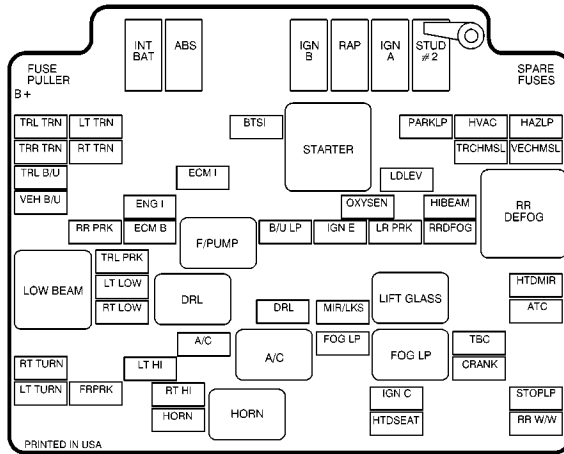 INT
BAT
ABS
IGN
B
RAP
IGN
A
STUD
#2
FUSE
PULLER
B+
SPARE
FUSES
TRL TRN
LT TRN
BTSI
STARTER
PARKLP
HVAC
HAZLP
TRR TRN
RT TRN
TRCHMSL
VECHMSL
TRL B/U
ECM I
LDLEV
RR
DEFOG
VEH B/U
ENG I
OXYSEN
HIBEAM
RR PRK
ECM B
F/PUMP
B/U LP
IGN E
LR PRK
RRDFOG
LOW BEAM
TRL PRK
LT LOW
DRL
LIFT GLASS
HTDMIR
RT LOW
DRL
MIR/LKS
ATC
A/C
A/C
FOG LP
FOG LP
TBC
RT TURN
LT HI
CRANK
LT TURN
FRPRK
RT HI
HORN
IGN C
STOPLP
HORN
HTDSEAT
RR W/W
PRINTED IN USA